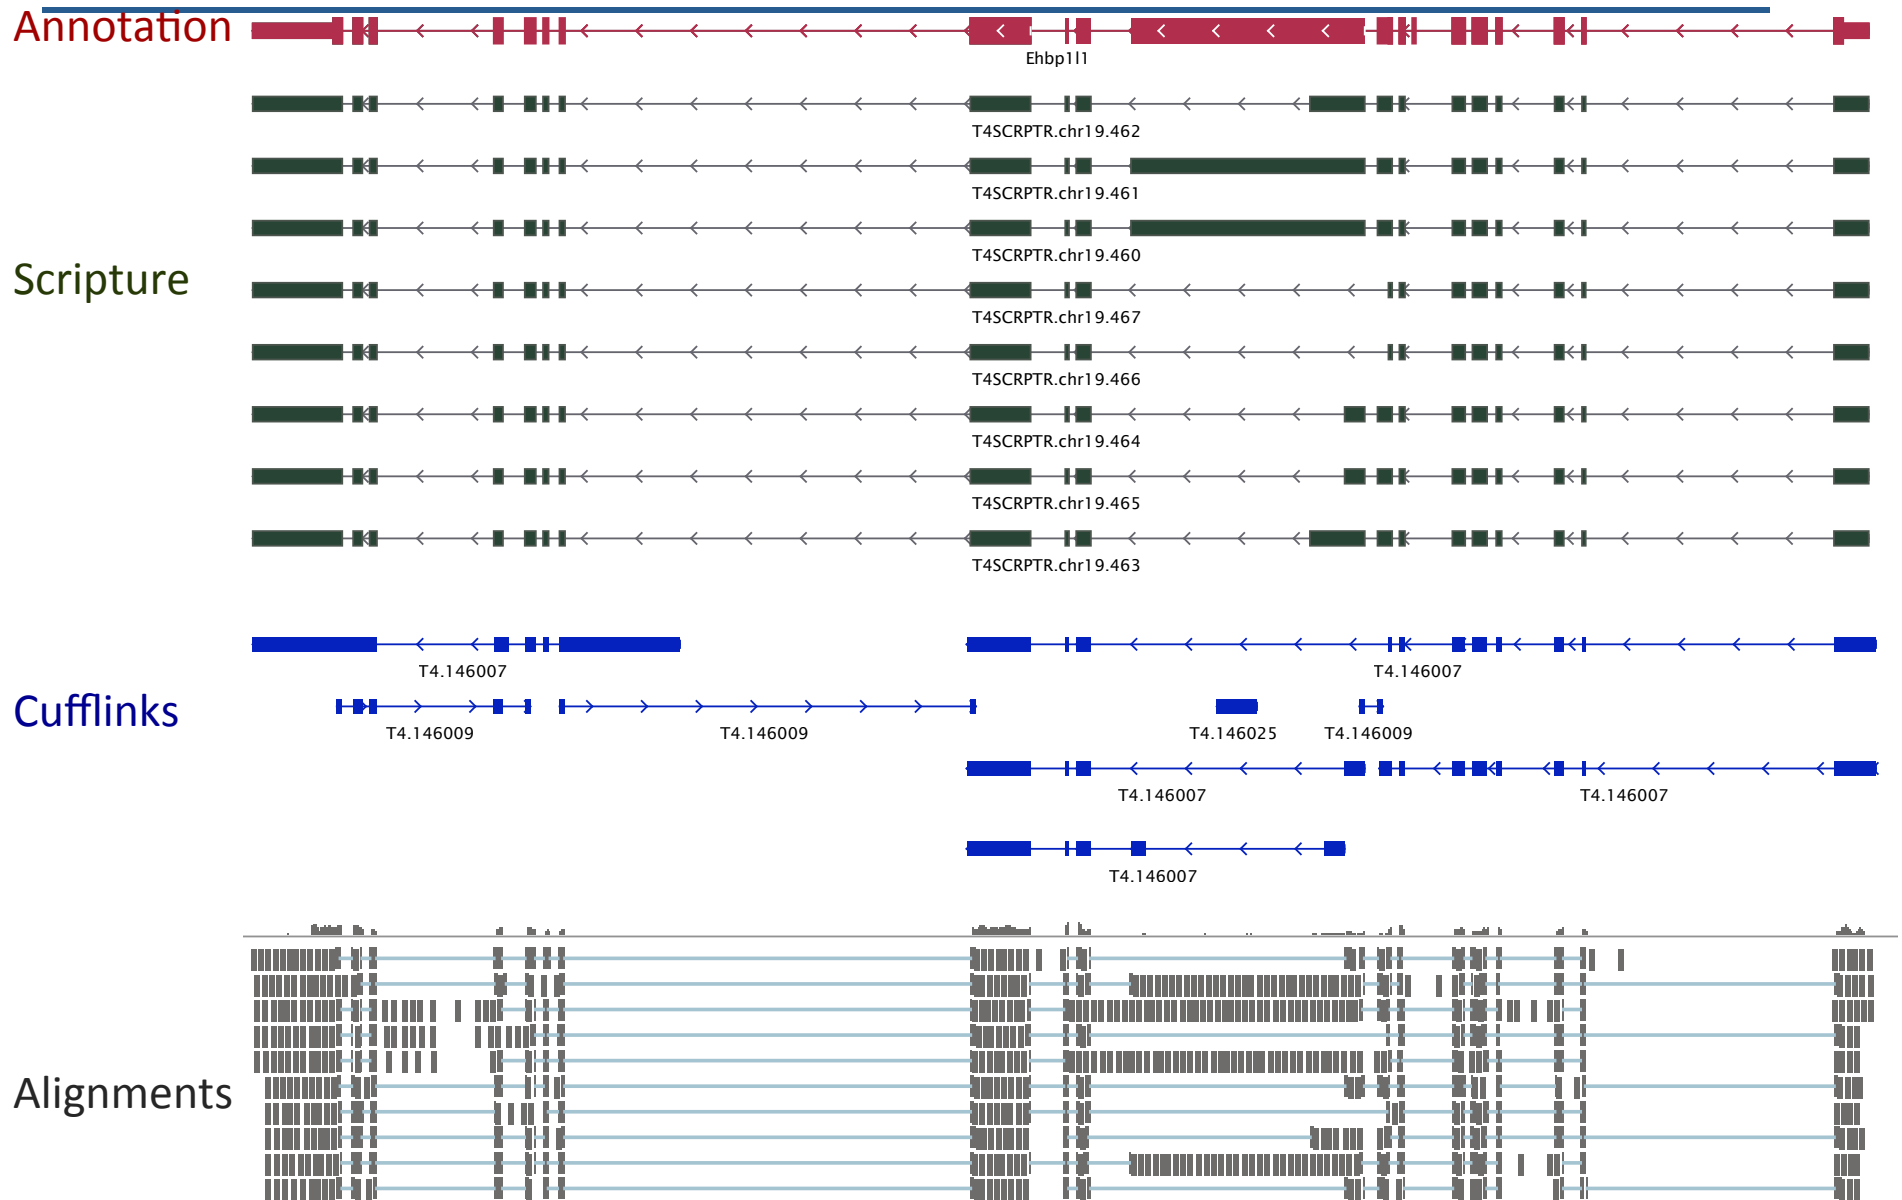 Annotation
Ehbp1l1
T4SCRPTR.chr19.462
T4SCRPTR.chr19.461
T4SCRPTR.chr19.460
Scripture
T4SCRPTR.chr19.467
T4SCRPTR.chr19.466
T4SCRPTR.chr19.464
T4SCRPTR.chr19.465
T4SCRPTR.chr19.463
T4.146007 T4.146007
Cufflinks
T4.146009 T4.146009 T4.146025 T4.146009
T4.146007 T4.146007
T4.146007
Alignments